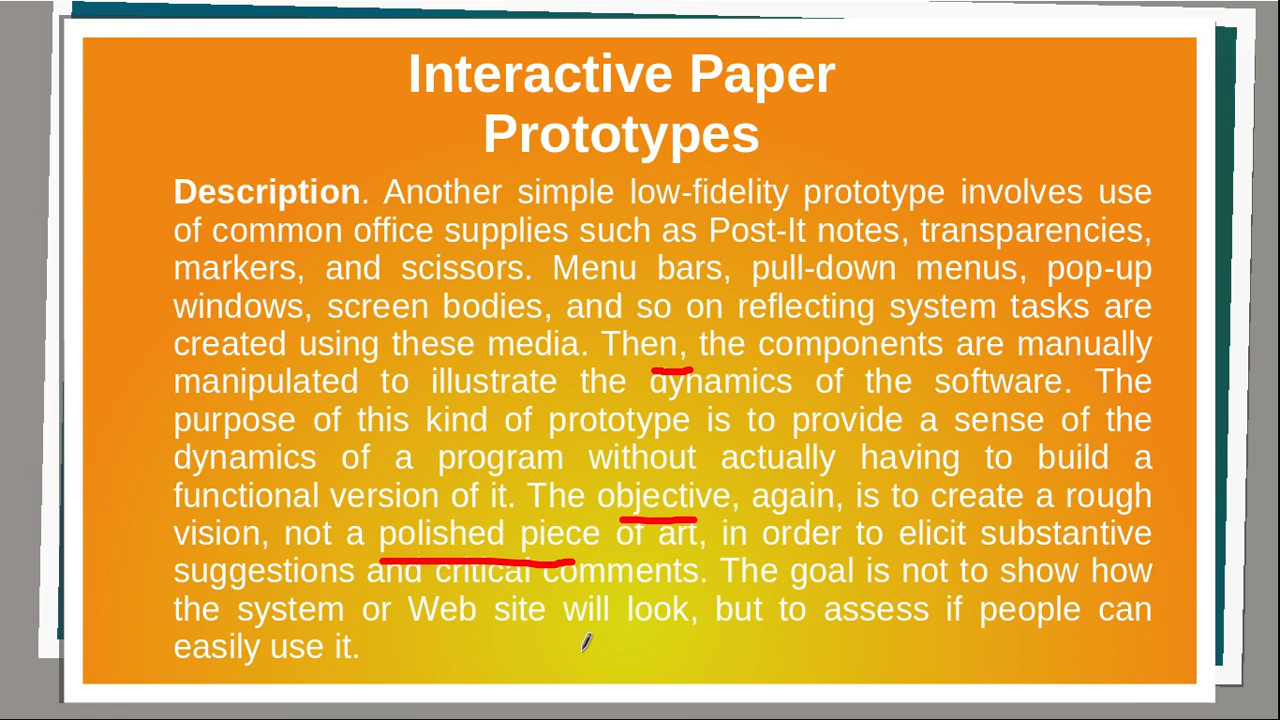 Interactive Paper
Prototypes
Description. Another simple low-fidelity prototype involves use
of common office supplies such as Post-It notes, transparencies,
markers, and scissors. Menu bars, pull-down menus, pop-up
windows, screen bodies, and so on reflecting system tasks are
created using these media. Then, the components are manually
manipulated to illustrate the dynamics of the software. The
purpose of this kind of prototype is to provide a sense of the
dynamics of a program without actually having to build a
functional version of it. The objective, again, is to create a rough
vision, not a polished piece of art, in order to elicit substantive
suggestions and critical comments. The goal is not to show how
the system or Web site will look, but to assess if people can
easily use it.